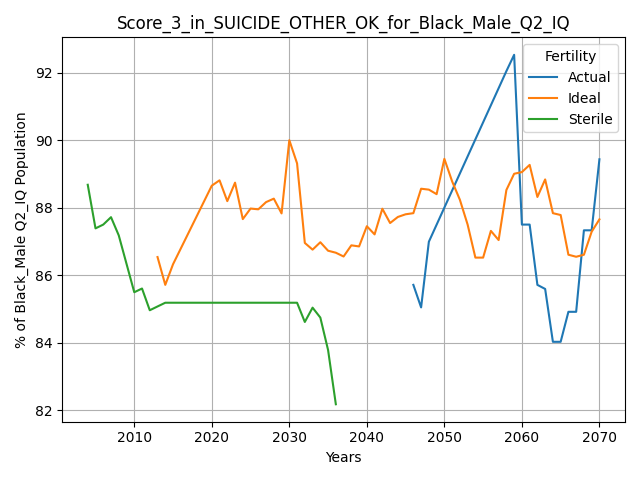 Score_3_in_SUICIDE_OTHER_OK_for_Black_Male_Q2_IQ
Fertility
Actual
Ideal
Sterile
% of Black_Male Q2_IQ Population
92
90
88
86
84
82
2010 2020 2030 2040 2050 2060 2070
Years